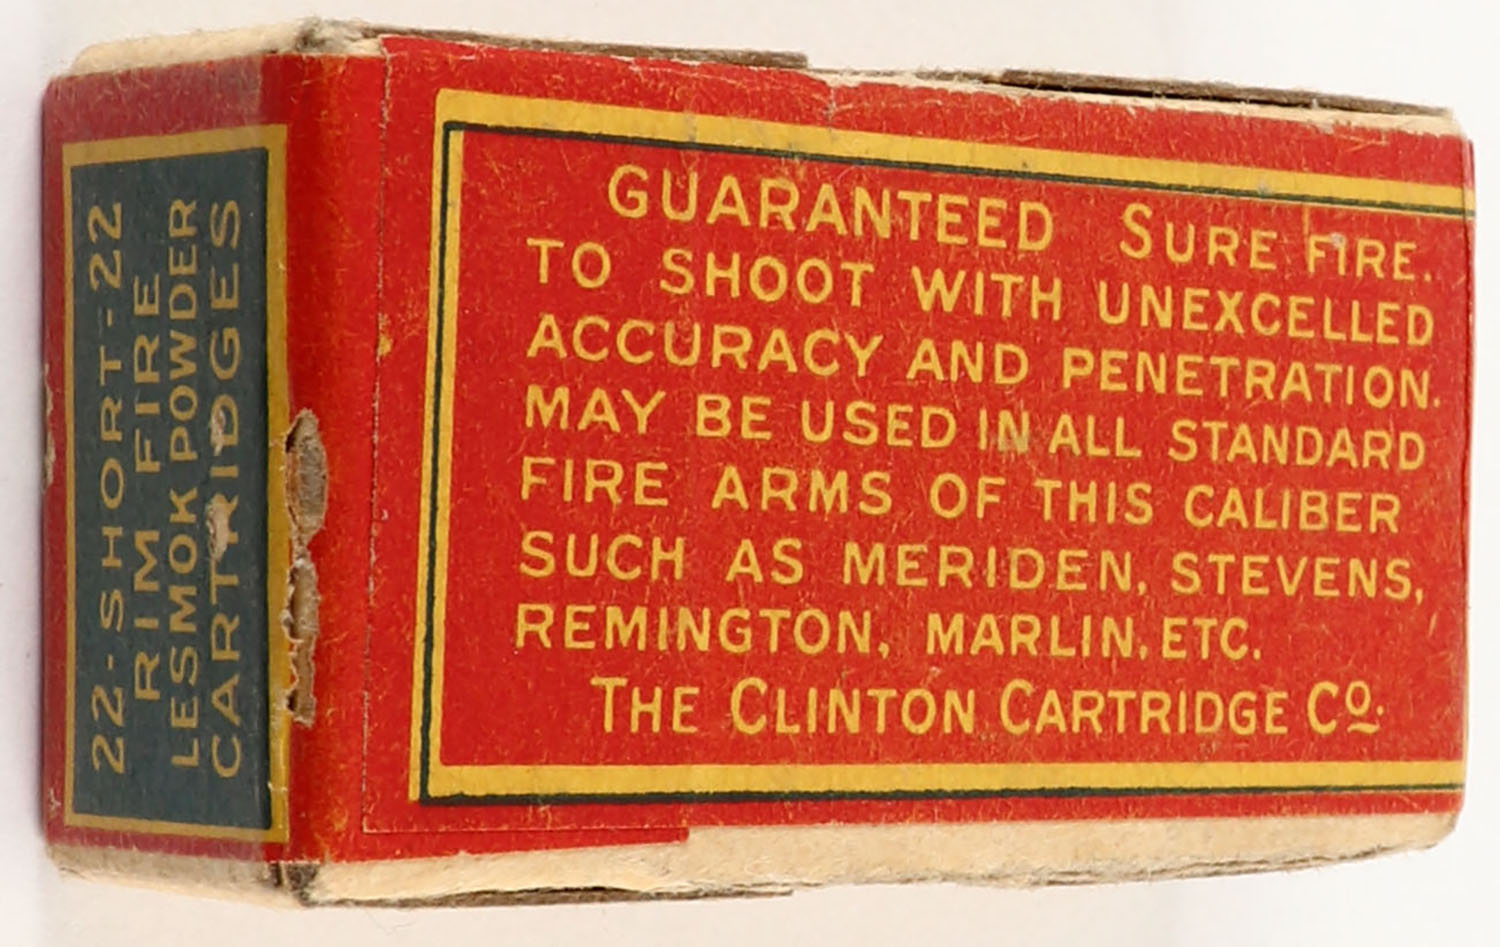 22-SHORT-22
RIM FIRE
LESMOK POWDER
CARTRIDGES
GUARANTEED SURE FIRE.
TO SHOOT WITH UNEXCELLED
ACCURACY AND PENETRATION.
MAY BE USED IN ALL STANDARD
FIRE ARMS OF THIS CALIBER
SUCH AS MERIDEN, STEVENS,
REMINGTON, MARLIN, ETC.
THE CLINTON CARTRIDGE CO.